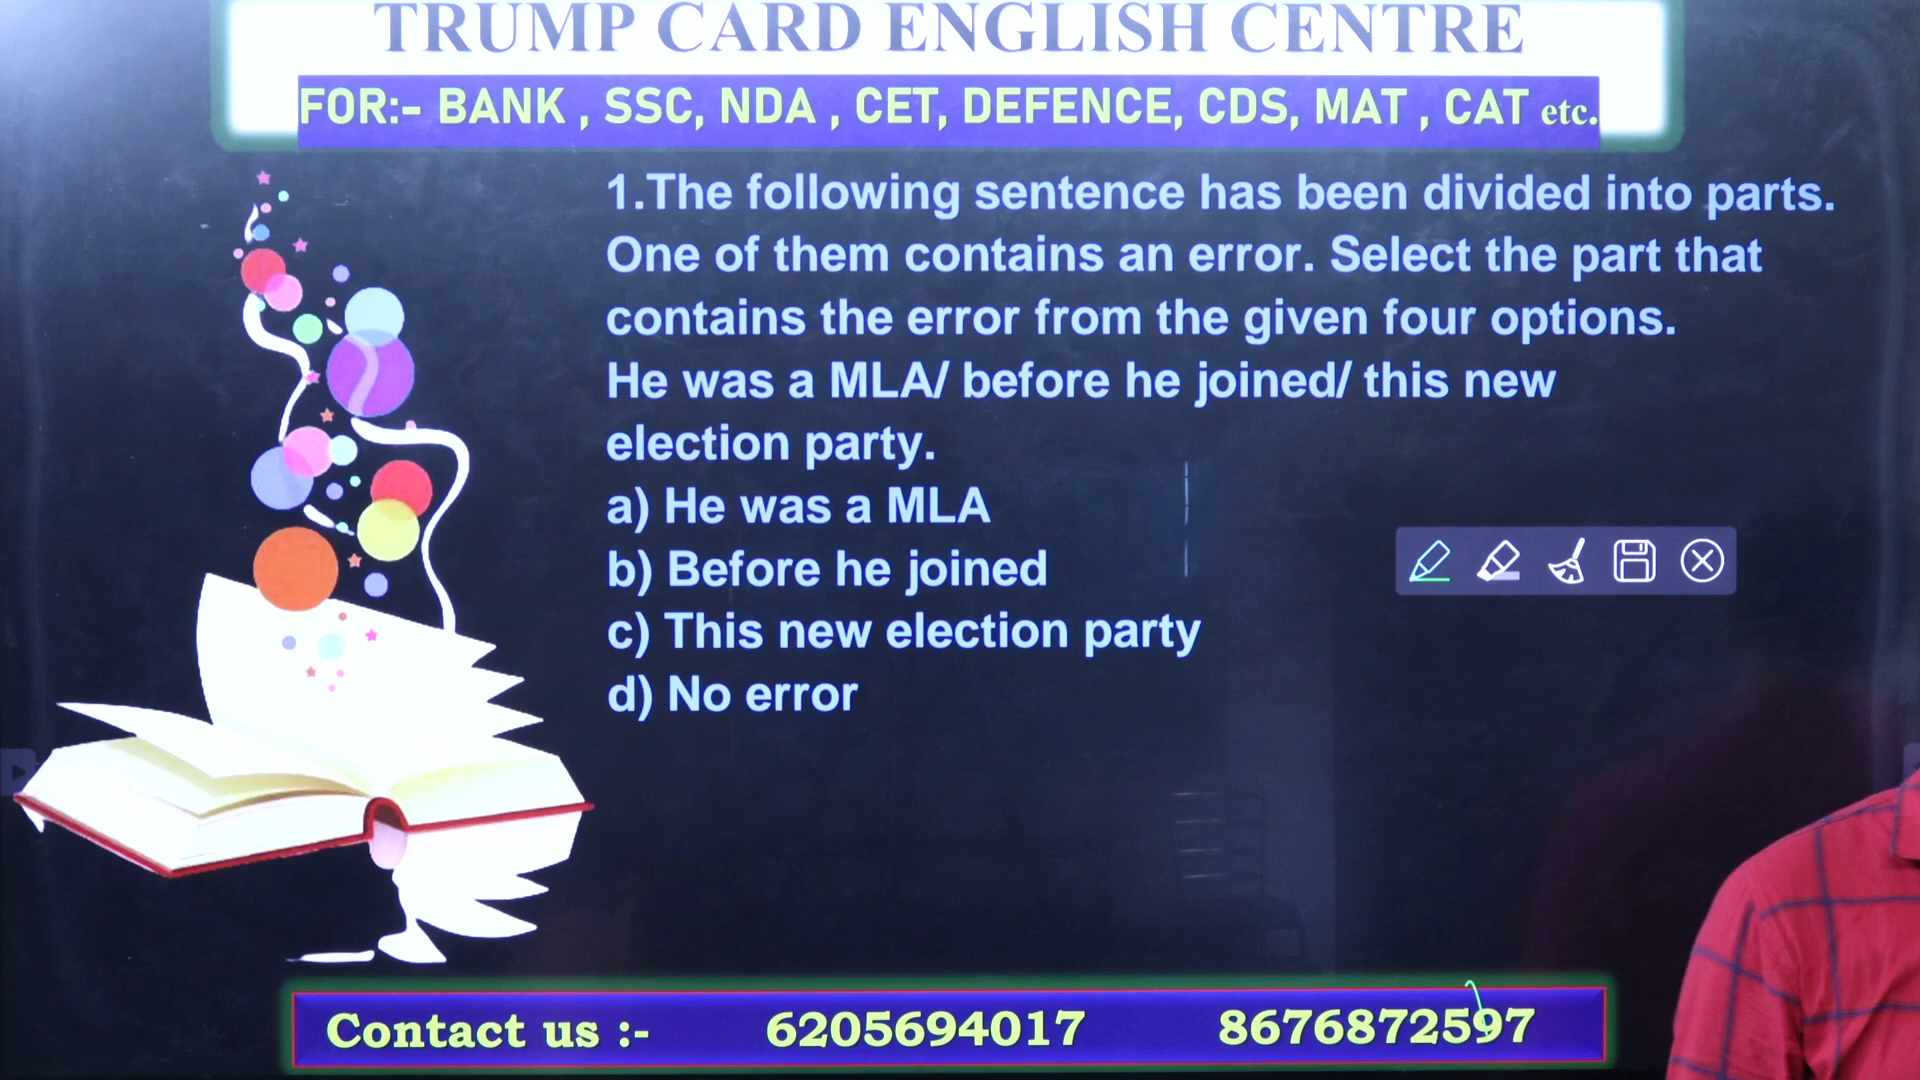 TRUMP CARD ENGLISH CENTRE
FOR:- BANK , SSC, NDA , CET, DEFENCE, CDS, MAT , CAT etc.
1.The following sentence has been divided into parts.
One of them contains an error. Select the part that
contains the error from the given four options.
He was a MLA/ before he joined/ this new
election party.
a) He was a MLA
b) Before he joined
c) This new election party
d) No error
Contact us :- 6205694017 8676872597